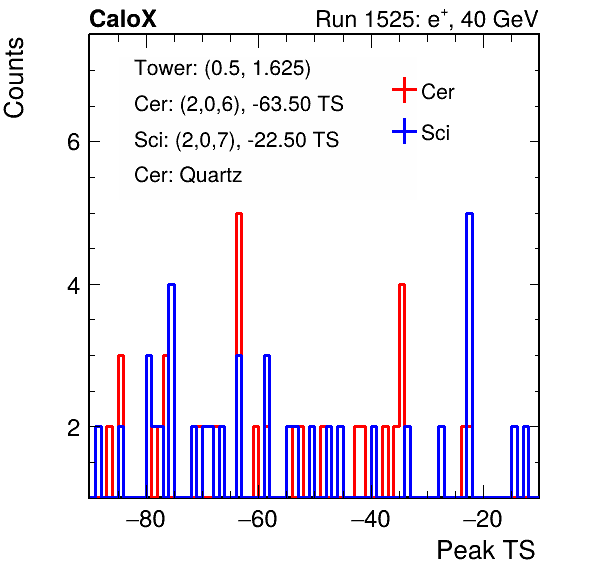 CaloX Run 1525: e⁺, 40 GeV
Counts
Tower: (0.5, 1.625)
Cer: (2,0,6), -63.50 TS
Sci: (2,0,7), -22.50 TS
Cer: Quartz
Cer
Sci
6
4
2
−80 −60 −40 −20
Peak TS